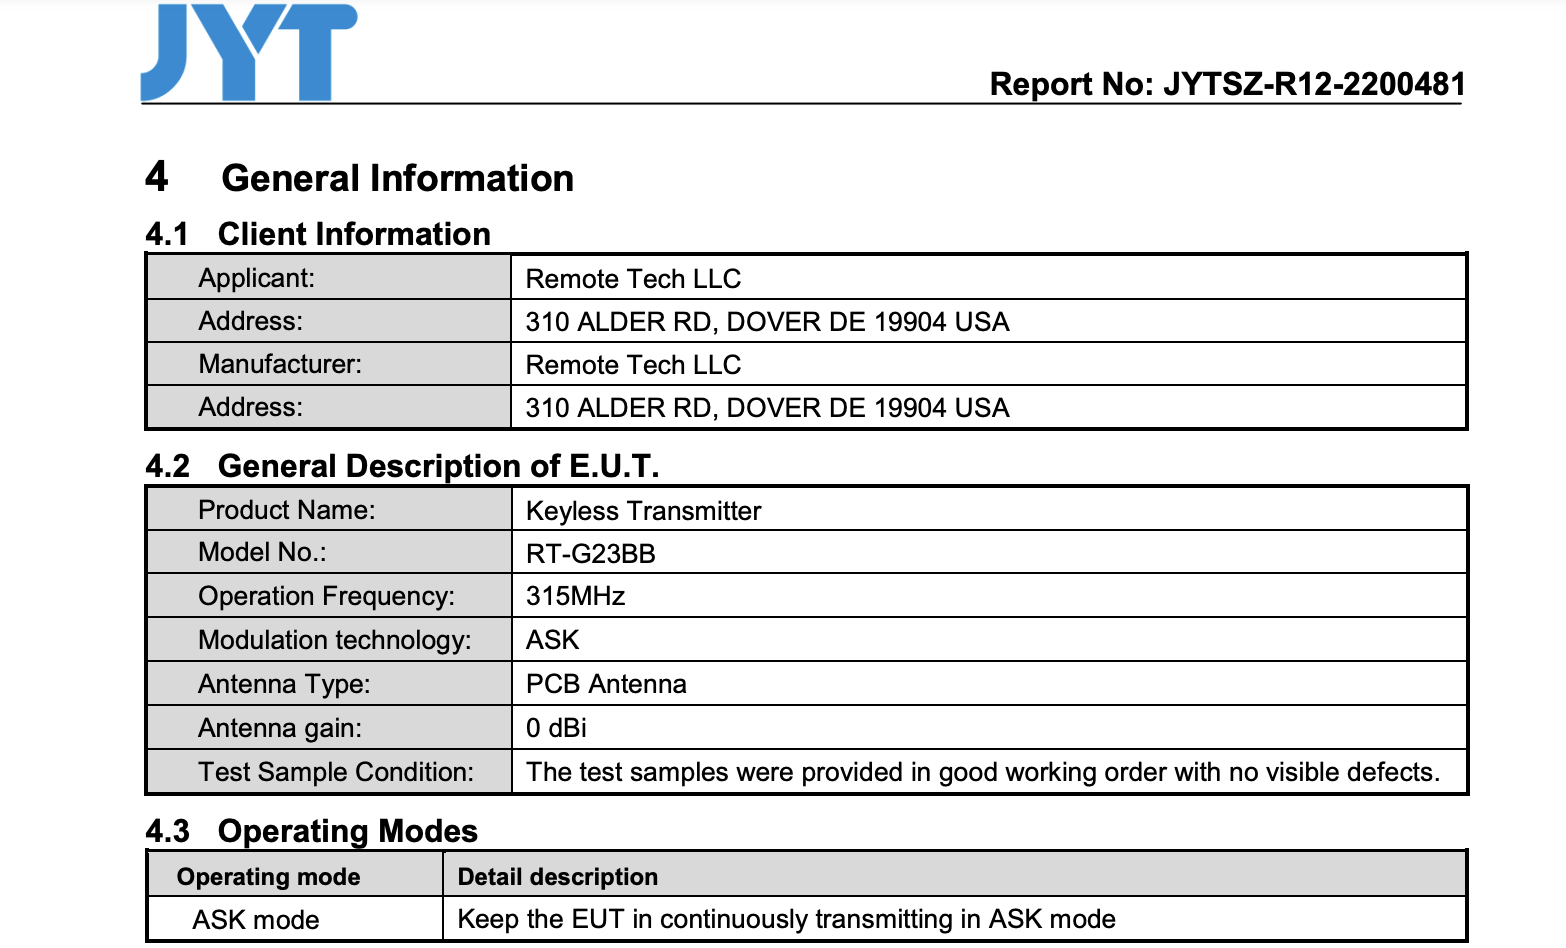 JYT
Report No: JYTSZ-R12-2200481
4 General Information
4.1 Client Information
Applicant: Remote Tech LLC
Address: 310 ALDER RD, DOVER DE 19904 USA
Manufacturer: Remote Tech LLC
Address: 310 ALDER RD, DOVER DE 19904 USA
4.2 General Description of E.U.T.
Product Name: Keyless Transmitter
Model No.: RT-G23BB
Operation Frequency: 315MHz
Modulation technology: ASK
Antenna Type: PCB Antenna
Antenna gain: 0 dBi
Test Sample Condition: The test samples were provided in good working order with no visible defects.
4.3 Operating Modes
Operating mode Detail description
ASK mode Keep the EUT in continuously transmitting in ASK mode